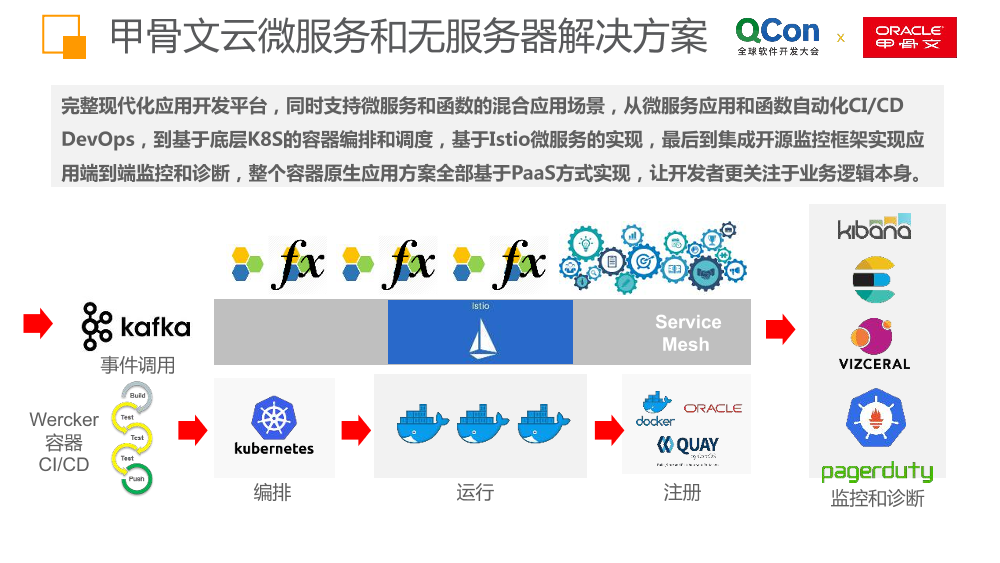 甲骨文云微服务和无服务器解决方案
QCon
全球软件开发大会
x
ORACLE
甲骨文
完整现代化应用开发平台，同时支持微服务和函数的混合应用场景，从微服务应用和函数自动化CI/CD
DevOps，到基于底层K8S的容器编排和调度，基于Istio微服务的实现，最后到集成开源监控框架实现应
用端到端监控和诊断，整个容器原生应用方案全部基于PaaS方式实现，让开发者更关注于业务逻辑本身。
fx
fx
fx
kafka
事件调用
Istio
Service
Mesh
kibana
VIZCERAL
pagerduty
监控和诊断
Wercker
容器
CI/CD
Build
Test
Test
Test
Push
kubernetes
编排
运行
docker
ORACLE
QUAY
注册